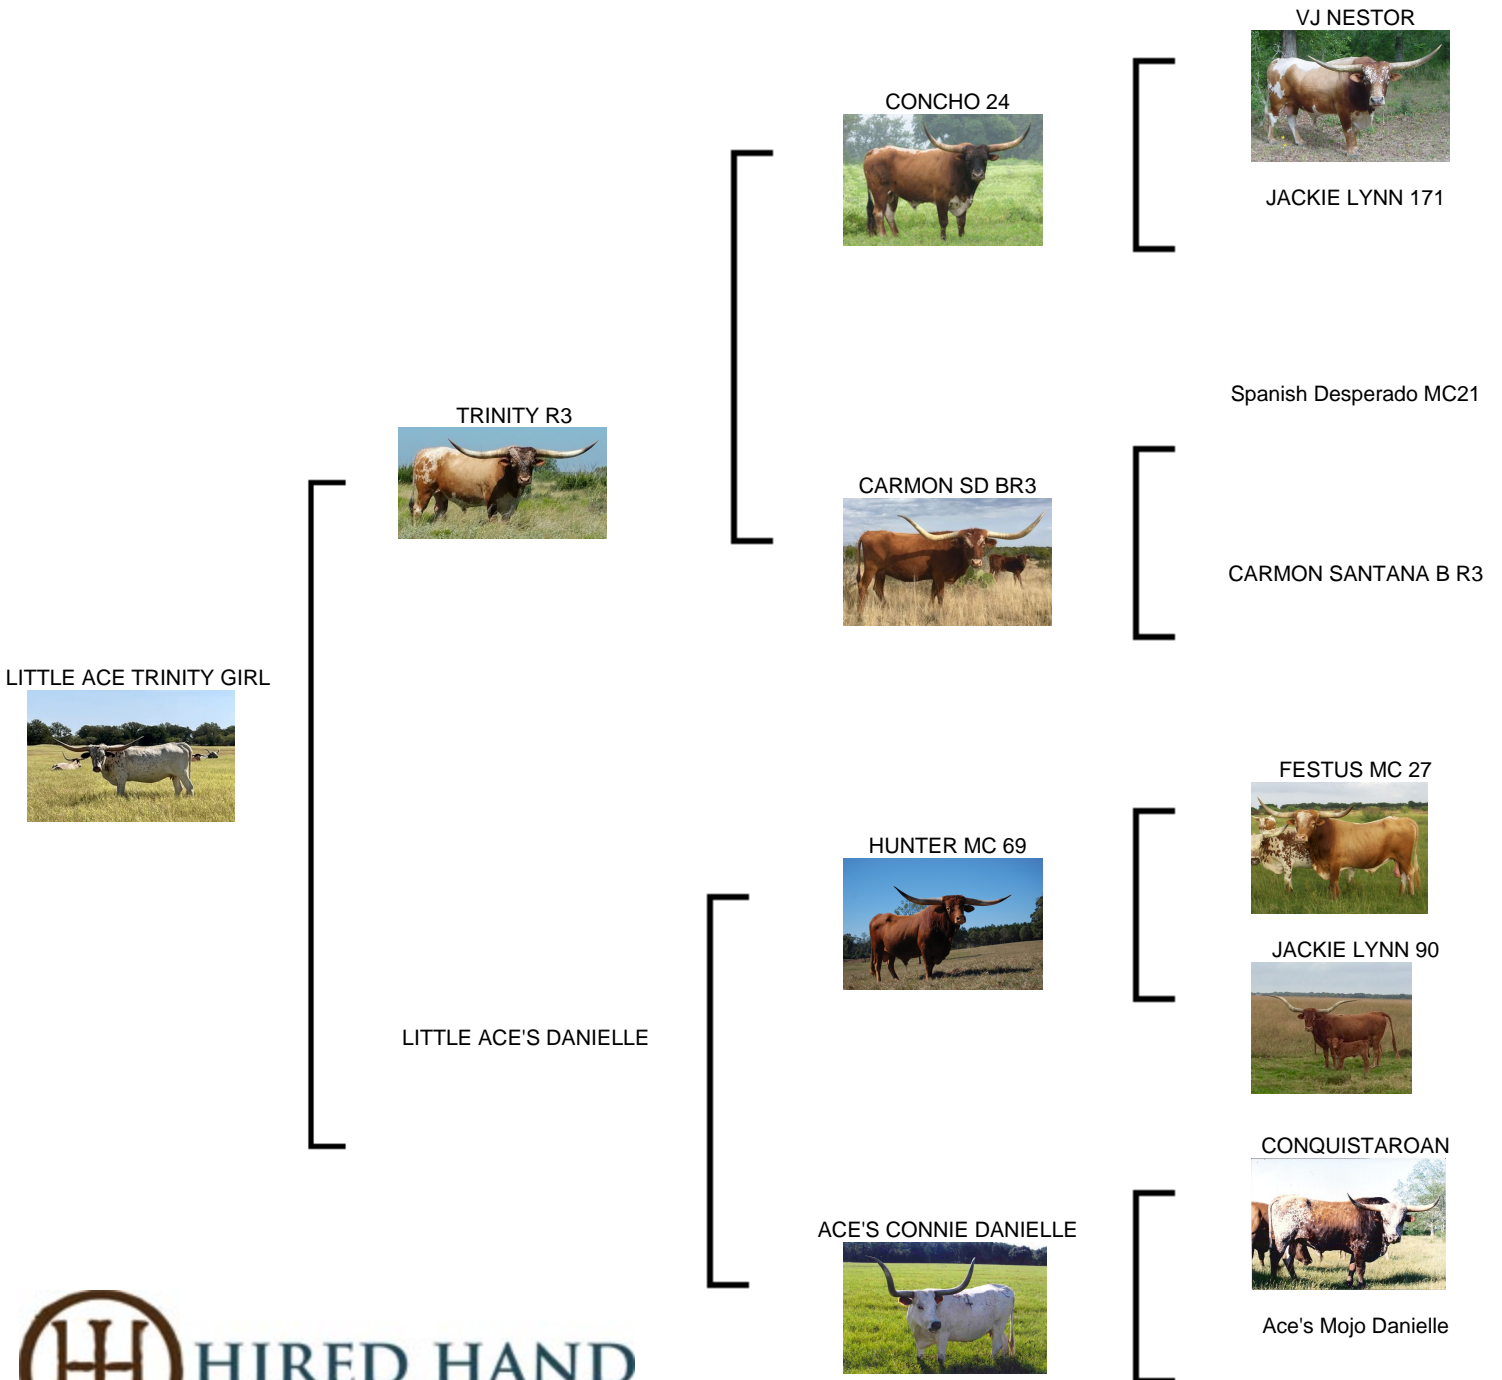 VJ NESTOR
CONCHO 24
JACKIE LYNN 171
Spanish Desperado MC21
TRINITY R3
CARMON SD BR3
CARMON SANTANA B R3
LITTLE ACE TRINITY GIRL
FESTUS MC 27
HUNTER MC 69
JACKIE LYNN 90
LITTLE ACE'S DANIELLE
CONQUISTAROAN
ACE'S CONNIE DANIELLE
Ace's Mojo Danielle
HIRED HAND